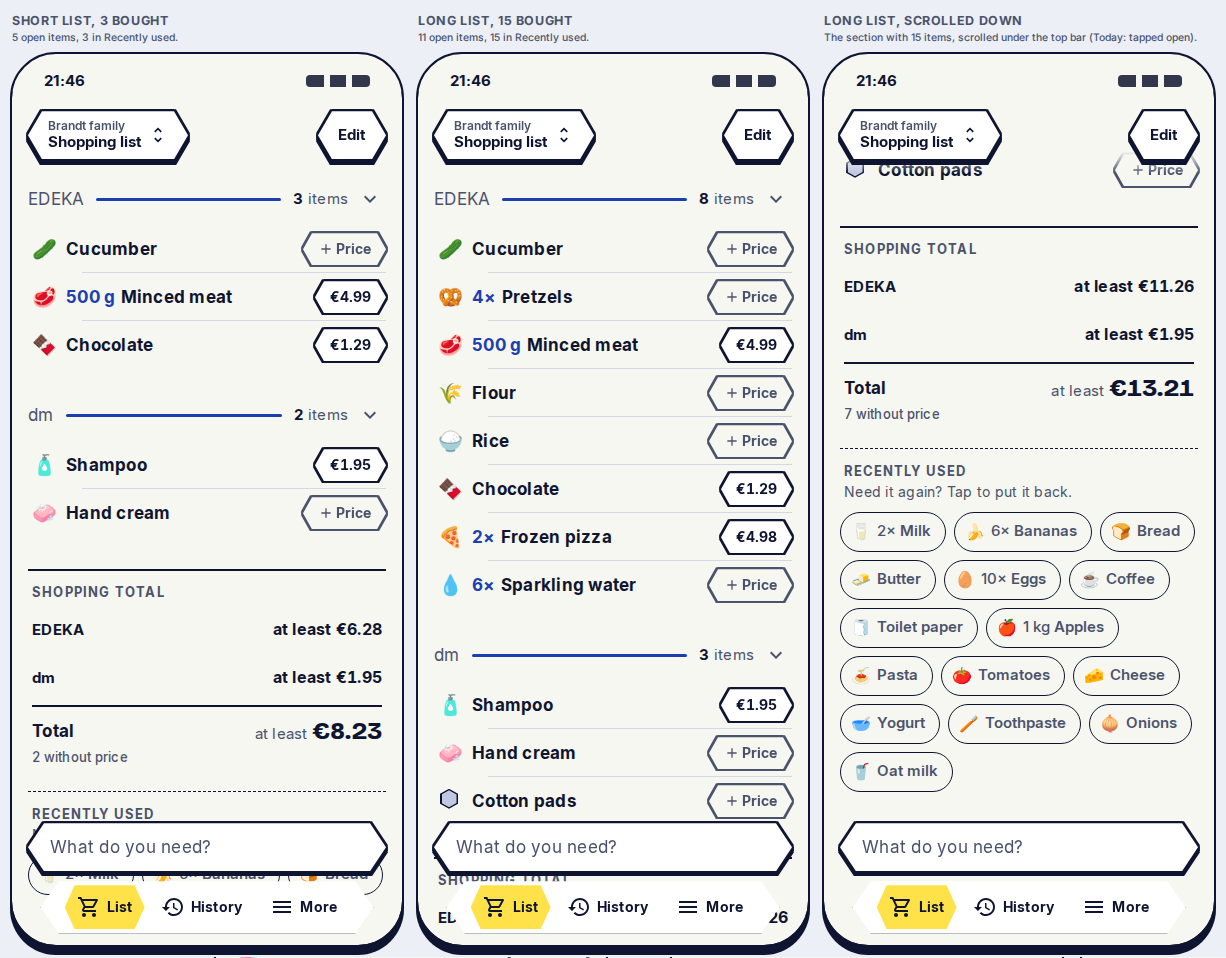 SHORT LIST, 3 BOUGHT
5 open items, 3 in Recently used.
21:46
Brandt family
Shopping list
Edit
EDEKA 3 items
Cucumber + Price
500 g Minced meat €4.99
Chocolate €1.29
dm 2 items
Shampoo €1.95
Hand cream + Price
SHOPPING TOTAL
EDEKA at least €6.28
dm at least €1.95
Total at least €8.23
2 without price
RECENTLY USED
What do you need?
2× Milk 6× Bananas Bread
List History More
LONG LIST, 15 BOUGHT
11 open items, 15 in Recently used.
21:46
Brandt family
Shopping list
Edit
EDEKA 8 items
Cucumber + Price
4× Pretzels + Price
500 g Minced meat €4.99
Flour + Price
Rice + Price
Chocolate €1.29
2× Frozen pizza €4.98
6× Sparkling water + Price
dm 3 items
Shampoo €1.95
Hand cream + Price
Cotton pads + Price
What do you need?
SHOPPING TOTAL
ED 26
List History More
LONG LIST, SCROLLED DOWN
The section with 15 items, scrolled under the top bar (Today: tapped open).
21:46
Brandt family
Shopping list
Edit
Cotton pads + Price
SHOPPING TOTAL
EDEKA at least €11.26
dm at least €1.95
Total at least €13.21
7 without price
RECENTLY USED
Need it again? Tap to put it back.
2× Milk 6× Bananas Bread
Butter 10× Eggs Coffee
Toilet paper 1 kg Apples
Pasta Tomatoes Cheese
Yogurt Toothpaste Onions
Oat milk
What do you need?
List History More